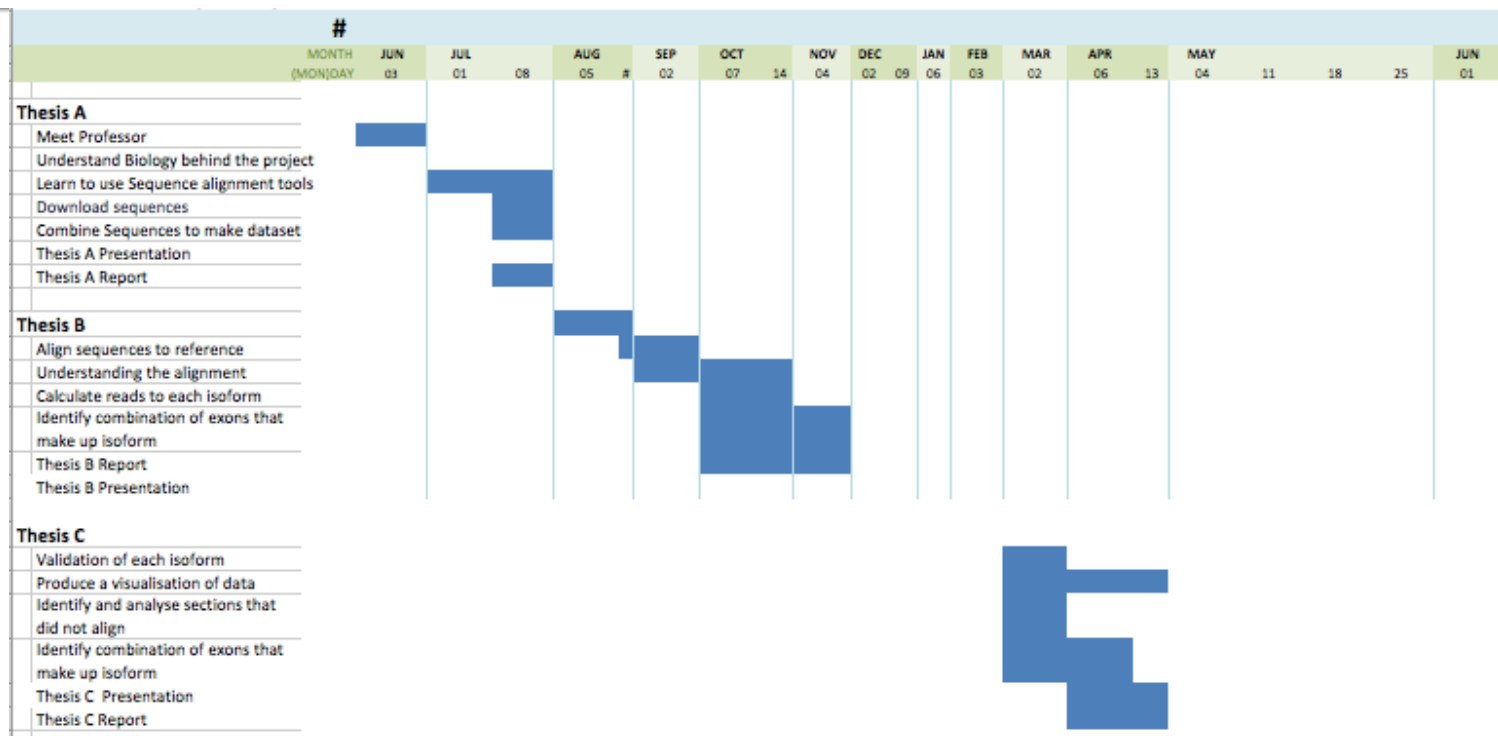 #
MONTH JUN JUL AUG SEP OCT NOV DEC JAN FEB MAR APR MAY JUN
(MON)DAY 03 01 08 05 # 02 07 14 04 02 09 06 03 02 06 13 04 11 18 25 01
Thesis A
Meet Professor
Understand Biology behind the project
Learn to use Sequence alignment tools
Download sequences
Combine Sequences to make dataset
Thesis A Presentation
Thesis A Report
Thesis B
Align sequences to reference
Understanding the alignment
Calculate reads to each isoform
Identify combination of exons that
make up isoform
Thesis B Report
Thesis B Presentation
Thesis C
Validation of each isoform
Produce a visualisation of data
Identify and analyse sections that
did not align
Identify combination of exons that
make up isoform
Thesis C Presentation
Thesis C Report